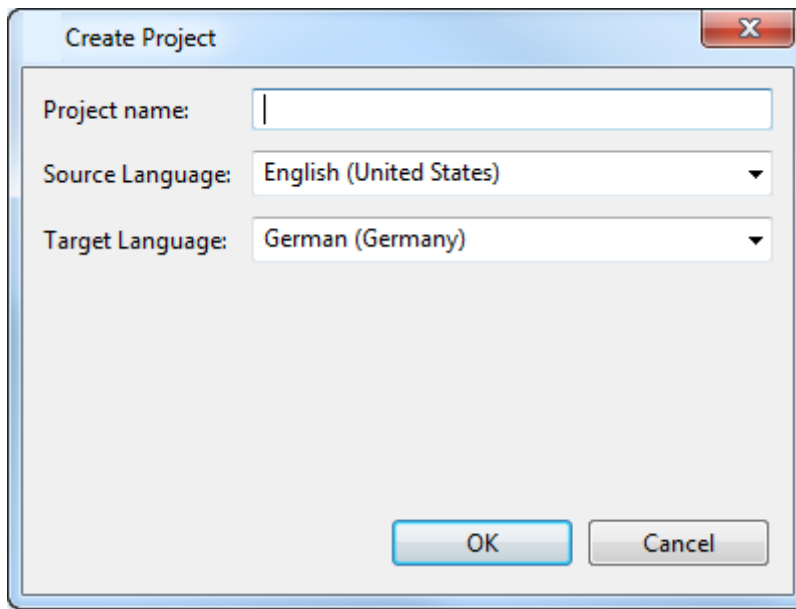 Create Project
Project name:
Source Language: English (United States)
Target Language: German (Germany)
OK Cancel